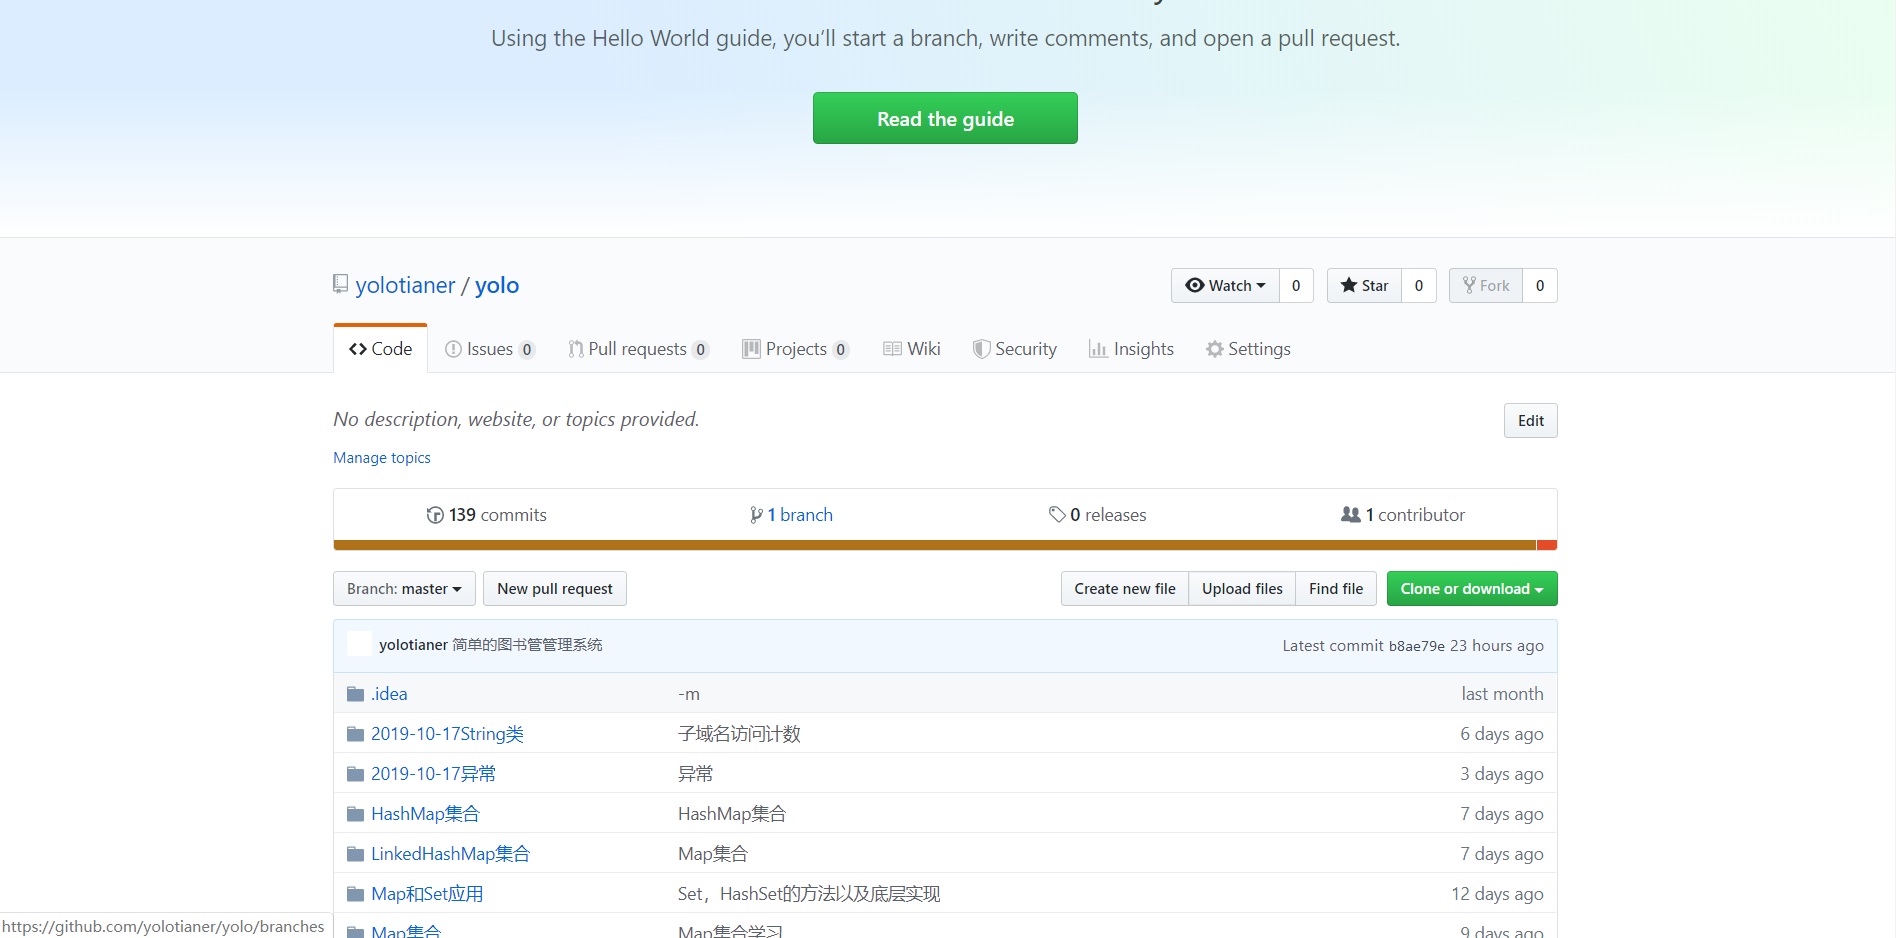 Using the Hello World guide, you’ll start a branch, write comments, and open a pull request.
Read the guide
yolotianer / yolo
Watch 0 Star 0 Fork 0
Code Issues 0 Pull requests 0 Projects 0 Wiki Security Insights Settings
No description, website, or topics provided. Edit
Manage topics
139 commits 1 branch 0 releases 1 contributor
Branch: master New pull request Create new file Upload files Find file Clone or download
yolotianer 简单的图书管管理系统 Latest commit b8ae79e 23 hours ago
.idea -m last month
2019-10-17String类 子域名访问计数 6 days ago
2019-10-17异常 异常 3 days ago
HashMap集合 HashMap集合 7 days ago
LinkedHashMap集合 Map集合 7 days ago
Map和Set应用 Set，HashSet的方法以及底层实现 12 days ago
Map集合 Map集合学习 9 days ago
https://github.com/yolotianer/yolo/branches